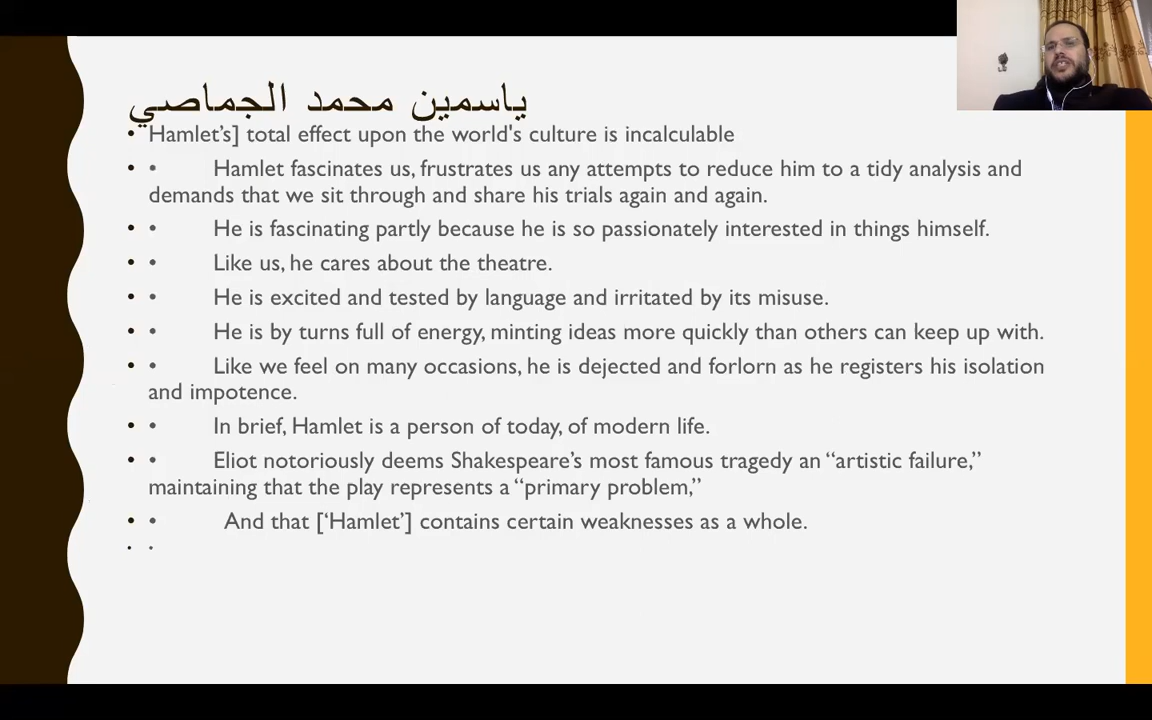 ياسمين محمد الجماصي
• Hamlet's] total effect upon the world's culture is incalculable
• • Hamlet fascinates us, frustrates us any attempts to reduce him to a tidy analysis and
demands that we sit through and share his trials again and again.
• • He is fascinating partly because he is so passionately interested in things himself.
• • Like us, he cares about the theatre.
• • He is excited and tested by language and irritated by its misuse.
• • He is by turns full of energy, minting ideas more quickly than others can keep up with.
• • Like we feel on many occasions, he is dejected and forlorn as he registers his isolation
and impotence.
• • In brief, Hamlet is a person of today, of modern life.
• • Eliot notoriously deems Shakespeare's most famous tragedy an “artistic failure,”
maintaining that the play represents a “primary problem,”
• • And that [‘Hamlet’] contains certain weaknesses as a whole.
• •